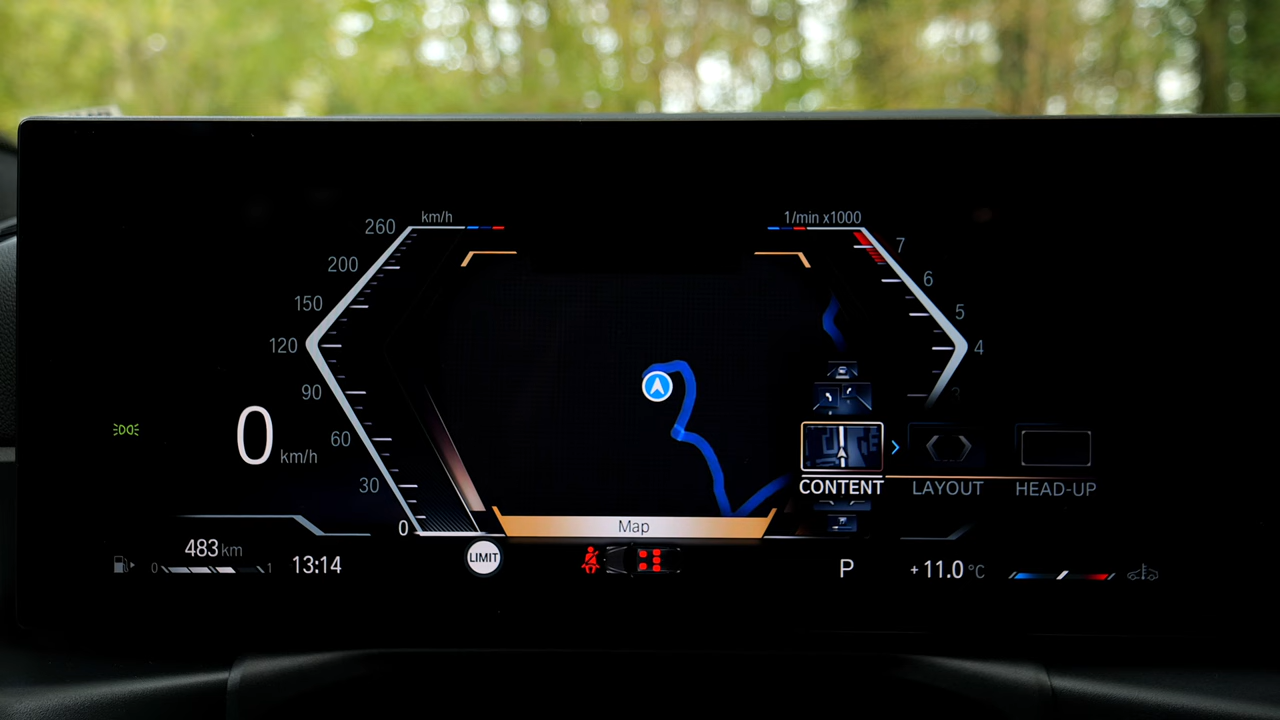 km/h
1/min x1000
260
200
150
120
90
60
30
0
7
6
5
4
3
0 km/h
CONTENT
LAYOUT
HEAD-UP
Map
483 km
0
1
13:14
LIMIT
P
+11.0 °C